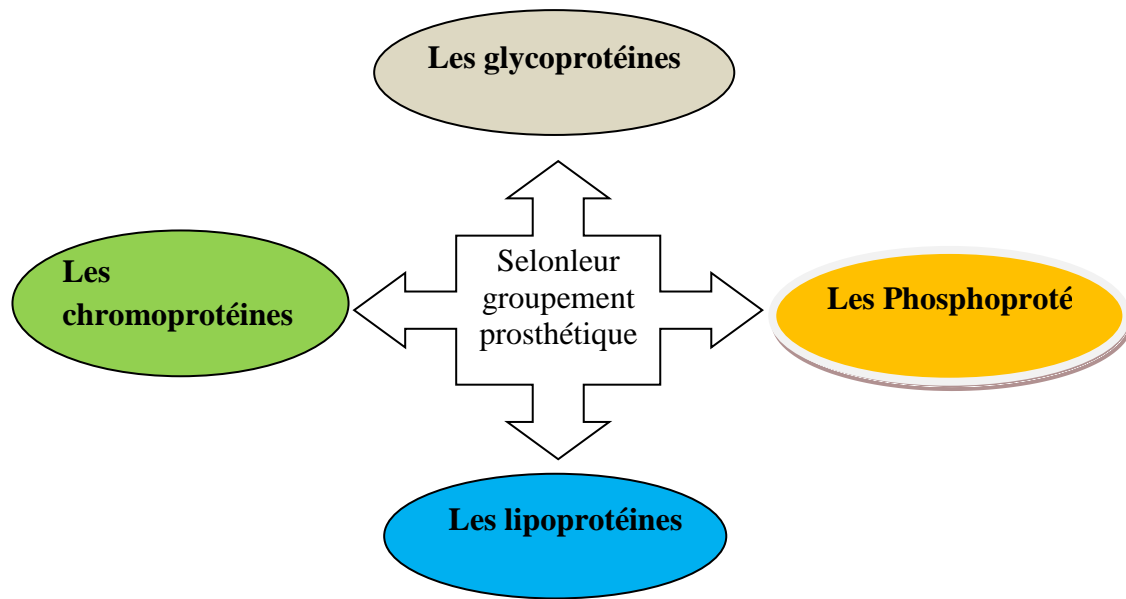 Les glycoprotéines
Les
chromoprotéines
Selonleur
groupement
prosthétique
Les Phosphoproté
Les lipoprotéines